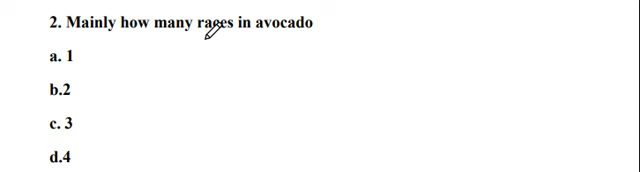 2. Mainly how many races in avocado
a. 1
b.2
c. 3
d.4